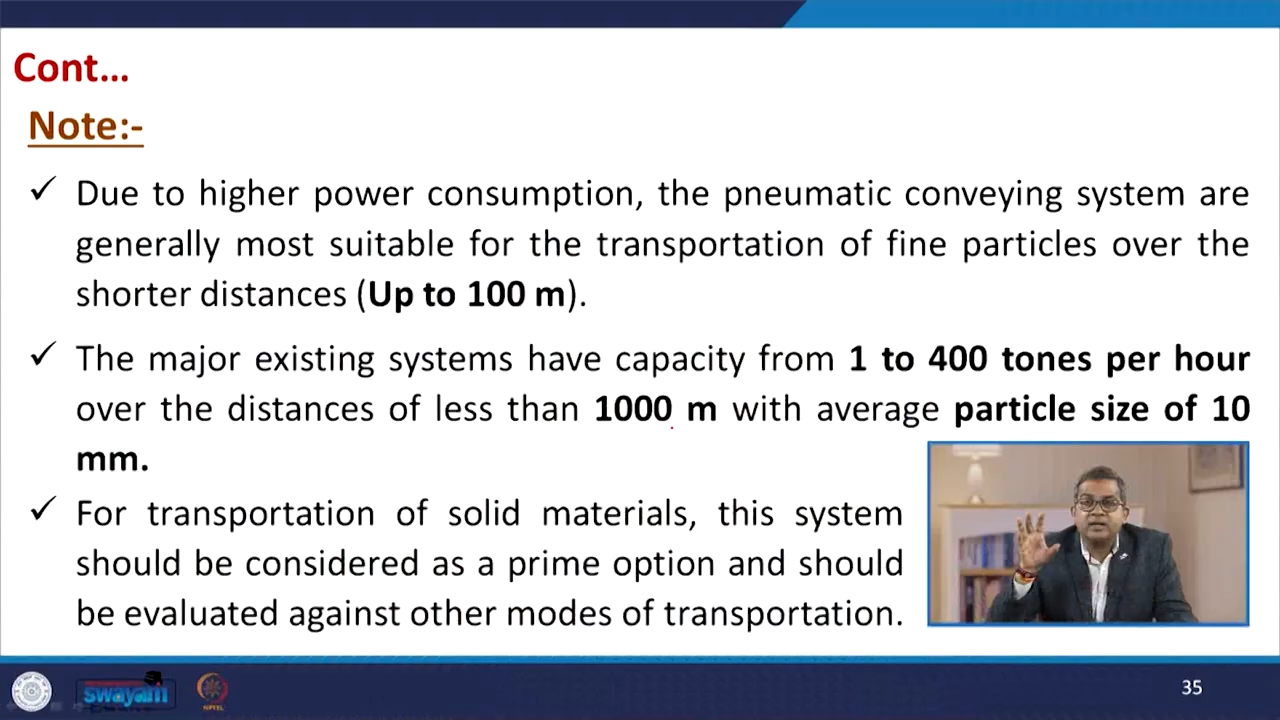 Cont...
Note:-
✓ Due to higher power consumption, the pneumatic conveying system are
generally most suitable for the transportation of fine particles over the
shorter distances (Up to 100 m).
✓ The major existing systems have capacity from 1 to 400 tones per hour
over the distances of less than 1000 m with average particle size of 10
mm.
✓ For transportation of solid materials, this system
should be considered as a prime option and should
be evaluated against other modes of transportation.
swayam
NPTEL
35